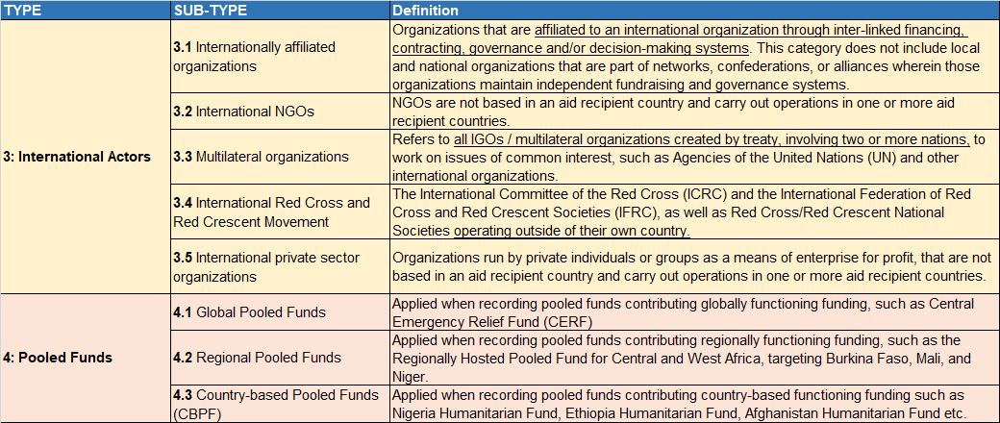 TYPE SUB-TYPE Definition
3: International Actors
3.1 Internationally affiliated
organizations
Organizations that are affiliated to an international organization through inter-linked financing,
contracting, governance and/or decision-making systems. This category does not include local
and national organizations that are part of networks, confederations, or alliances wherein those
organizations maintain independent fundraising and governance systems.
3.2 International NGOs
NGOs are not based in an aid recipient country and carry out operations in one or more aid
recipient countries.
3.3 Multilateral organizations
Refers to all IGOs / multilateral organizations created by treaty, involving two or more nations, to
work on issues of common interest, such as Agencies of the United Nations (UN) and other
international organizations.
3.4 International Red Cross and
Red Crescent Movement
The International Committee of the Red Cross (ICRC) and the International Federation of Red
Cross and Red Crescent Societies (IFRC), as well as Red Cross/Red Crescent National
Societies operating outside of their own country.
3.5 International private sector
organizations
Organizations run by private individuals or groups as a means of enterprise for profit, that are not
based in an aid recipient country and carry out operations in one or more aid recipient countries.
4: Pooled Funds
4.1 Global Pooled Funds
Applied when recording pooled funds contributing globally functioning funding, such as Central
Emergency Relief Fund (CERF)
4.2 Regional Pooled Funds
Applied when recording pooled funds contributing regionally functioning funding, such as the
Regionally Hosted Pooled Fund for Central and West Africa, targeting Burkina Faso, Mali, and
Niger.
4.3 Country-based Pooled Funds
(CBPF)
Applied when recording pooled funds contributing country-based functioning funding such as
Nigeria Humanitarian Fund, Ethiopia Humanitarian Fund, Afghanistan Humanitarian Fund etc.